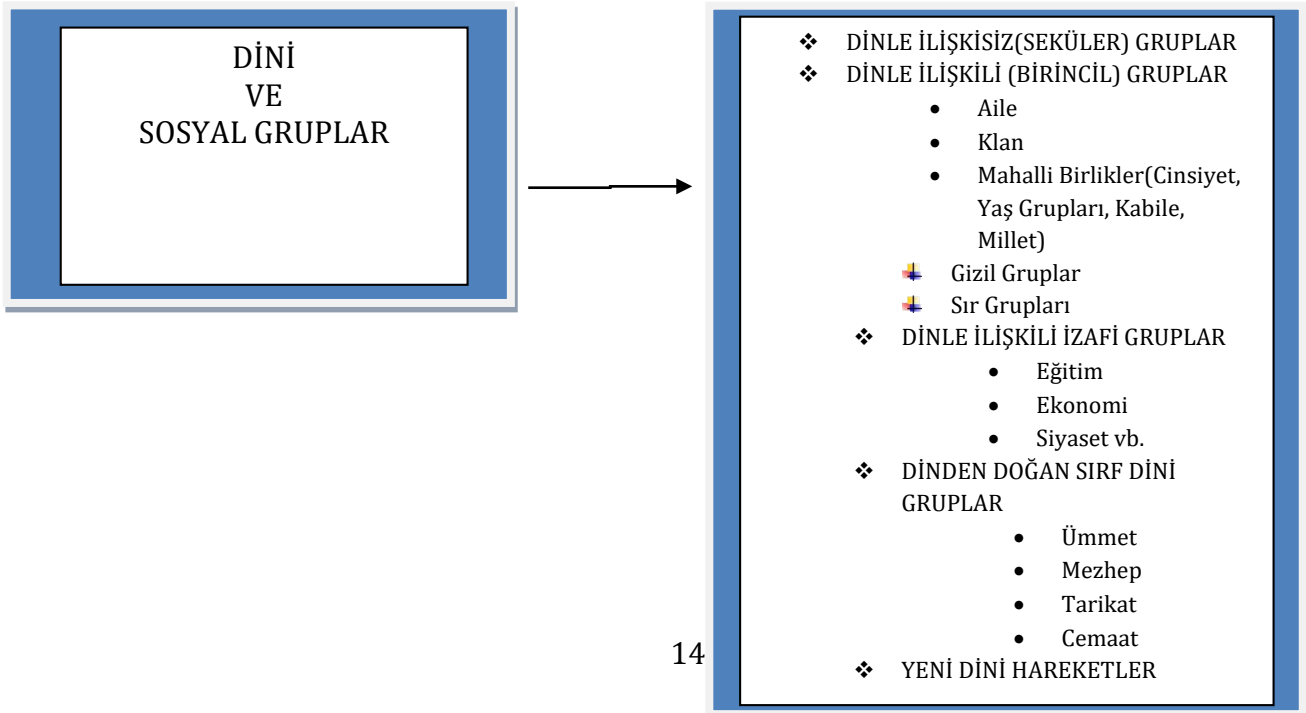 DİNİ
VE
SOSYAL GRUPLAR
❖ DİNLE İLİŞKİSİZ(SEKÜLER) GRUPLAR
❖ DİNLE İLİŞKİLİ (BİRİNCİL) GRUPLAR
• Aile
• Klan
• Mahalli Birlikler(Cinsiyet,
Yaş Grupları, Kabile,
Millet)
Gizil Gruplar
Sır Grupları
❖ DİNLE İLİŞKİLİ İZAFİ GRUPLAR
• Eğitim
• Ekonomi
• Siyaset vb.
❖ DİNDEN DOĞAN SIRF DİNİ
GRUPLAR
• Ümmet
• Mezhep
• Tarikat
• Cemaat
❖ YENİ DİNİ HAREKETLER
14